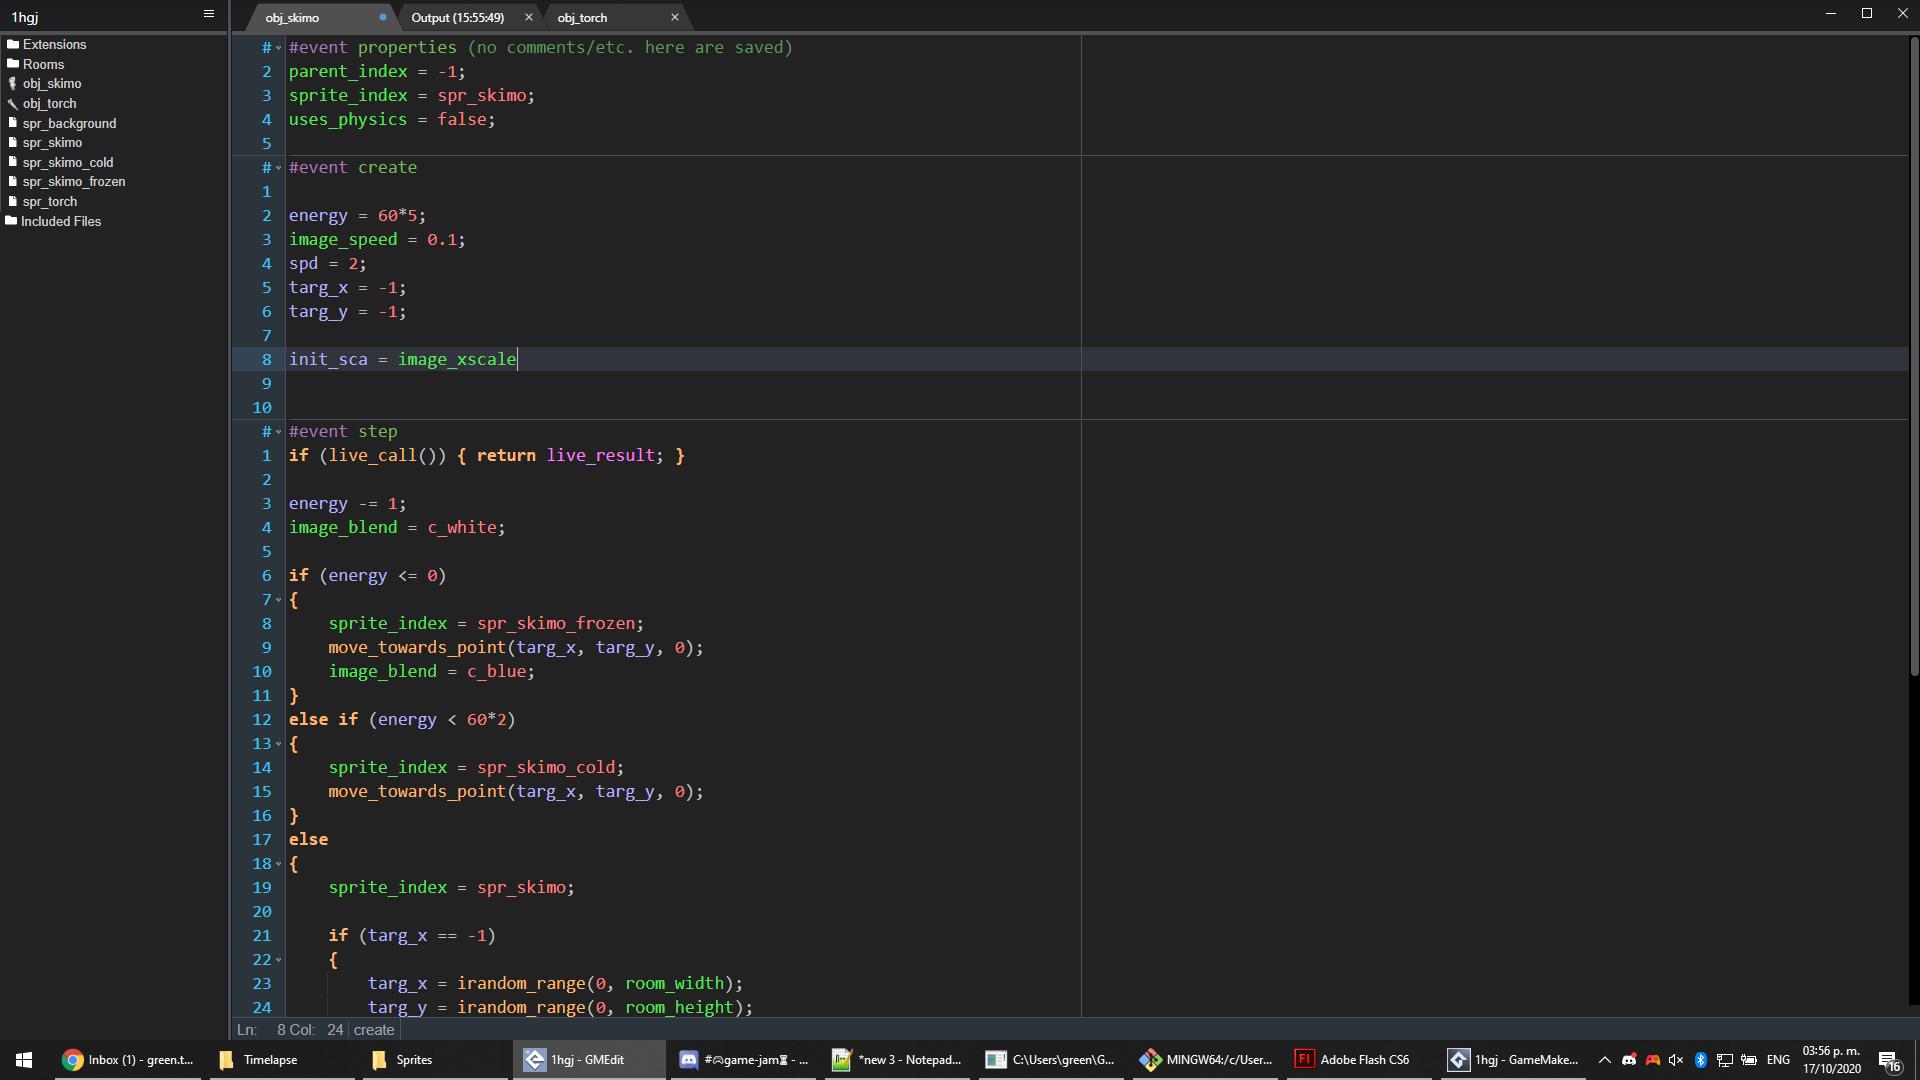 1hgj
obj_skimo
Output (15:55:49)
obj_torch
Extensions
Rooms
obj_skimo
obj_torch
spr_background
spr_skimo
spr_skimo_cold
spr_skimo_frozen
spr_torch
Included Files
# #event properties (no comments/etc. here are saved)
2 parent_index = -1;
3 sprite_index = spr_skimo;
4 uses_physics = false;
5
# #event create
1
2 energy = 60*5;
3 image_speed = 0.1;
4 spd = 2;
5 targ_x = -1;
6 targ_y = -1;
7
8 init_sca = image_xscale
9
10
# #event step
1 if (live_call()) { return live_result; }
2
3 energy -= 1;
4 image_blend = c_white;
5
6 if (energy <= 0)
7 {
8 sprite_index = spr_skimo_frozen;
9 move_towards_point(targ_x, targ_y, 0);
10 image_blend = c_blue;
11 }
12 else if (energy < 60*2)
13 {
14 sprite_index = spr_skimo_cold;
15 move_towards_point(targ_x, targ_y, 0);
16 }
17 else
18 {
19 sprite_index = spr_skimo;
20
21 if (targ_x == -1)
22 {
23 targ_x = irandom_range(0, room_width);
24 targ_y = irandom_range(0, room_height);
Ln: 8 Col: 24 create
Inbox (1) - green.t...
Timelapse
Sprites
1hgj - GMEdit
#🎮game-jam⏳ - ...
*new 3 - Notepad...
C:\Users\green\G...
MINGW64:/c/User...
Fl
Adobe Flash CS6
1hgj - GameMake...
ENG
03:56 p. m.
17/10/2020
16